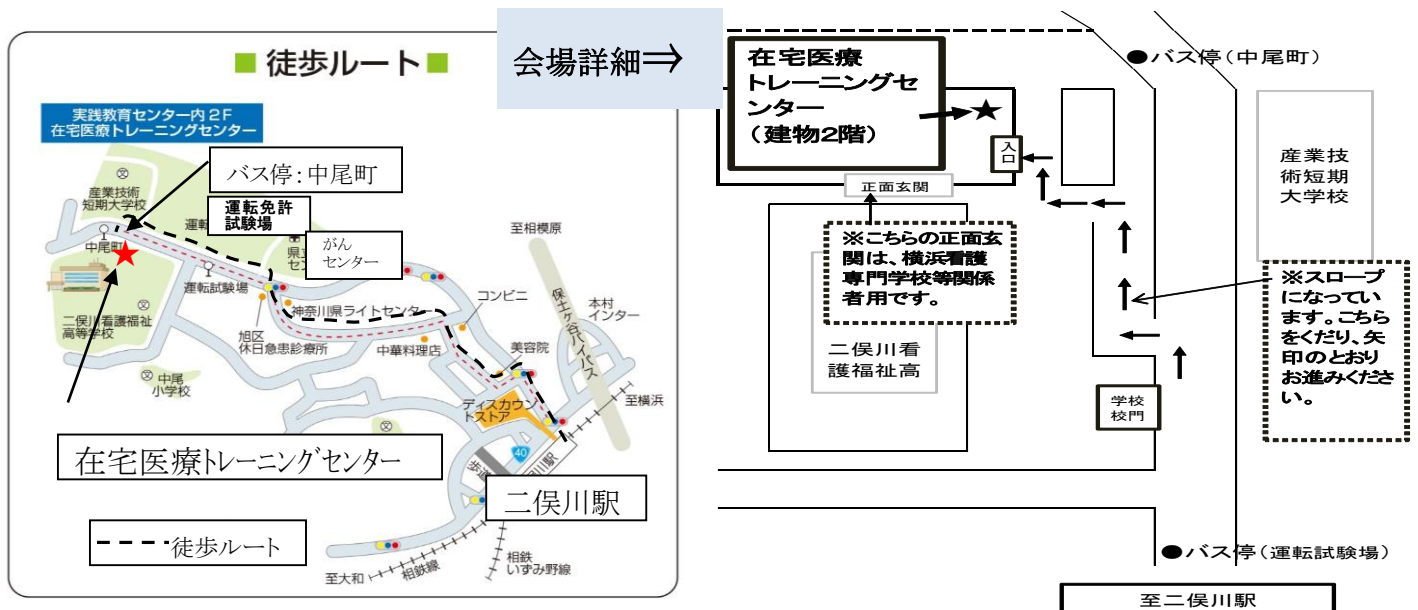 ■ 徒歩ルート ■
会場詳細⇒
実践教育センター内2F
在宅医療トレーニングセンター
バス停：中尾町
産業技術
短期大学校
運転免許
試験場
がん
センター
中尾町
運転試験場
県立
至相模原
コンビニ
保土ヶ谷バイパス
本村
インター
神奈川県ライトセンター
旭区
休日急患診療所
中華料理店
美容院
二俣川看護福祉
高等学校
中尾
小学校
ディスカウン
トストア
至横浜
40
歩道
在宅医療トレーニングセンター
二俣川駅
徒歩ルート
至大和
相鉄線
相鉄
いずみ野線
在宅医療
トレーニングセ
ンター
（建物2階）
★
入口
正面玄関
※こちらの正面玄
関は、横浜看護
専門学校等関係
者用です。
二俣川看
護福祉高
●バス停（中尾町）
産業技
術短期
大学校
※スロープ
になってい
ます。こちら
をくだり、矢
印のとおり
お進みくださ
い。
学校
校門
●バス停（運転試験場）
至二俣川駅